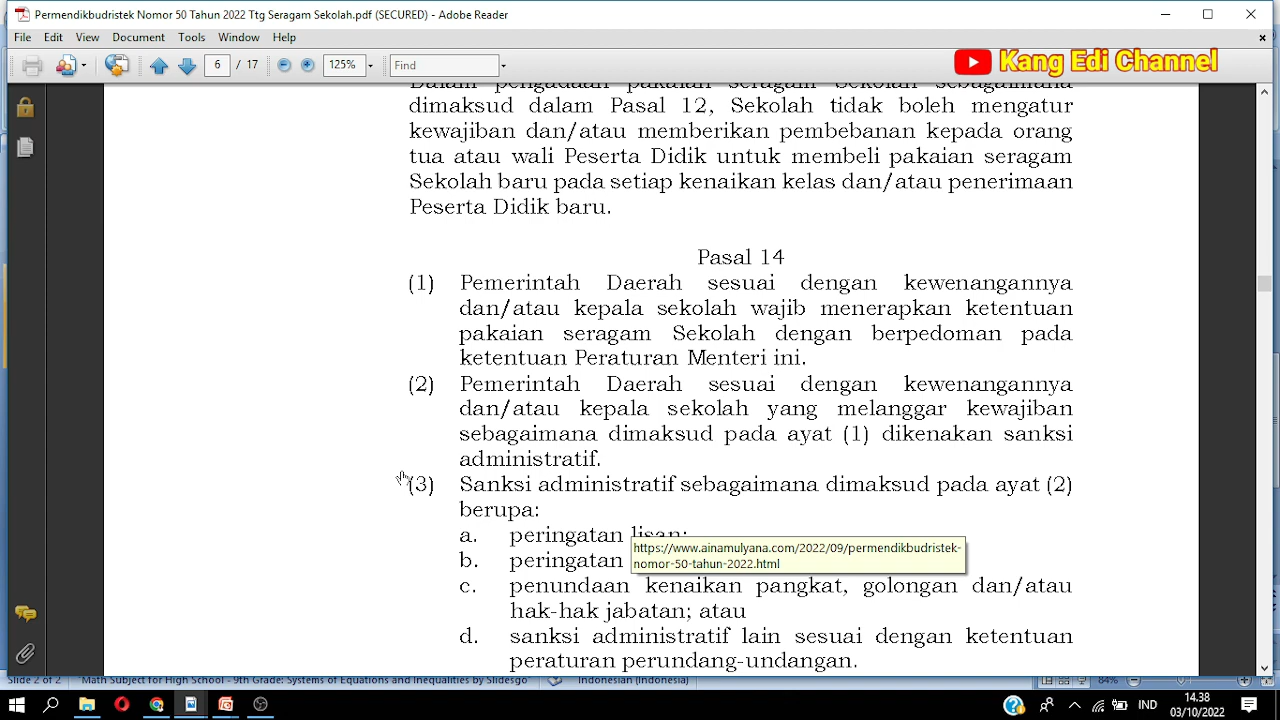 Permendikbudristek Nomor 50 Tahun 2022 Ttg Seragam Sekolah.pdf (SECURED) - Adobe Reader
File Edit View Document Tools Window Help
6 / 17 125% Find
Kang Edi Channel
Dalam pengadaan pakaian seragam Sekolah sebagaimana
dimaksud dalam Pasal 12, Sekolah tidak boleh mengatur
kewajiban dan/atau memberikan pembebanan kepada orang
tua atau wali Peserta Didik untuk membeli pakaian seragam
Sekolah baru pada setiap kenaikan kelas dan/atau penerimaan
Peserta Didik baru.
Pasal 14
(1) Pemerintah Daerah sesuai dengan kewenangannya
dan/atau kepala sekolah wajib menerapkan ketentuan
pakaian seragam Sekolah dengan berpedoman pada
ketentuan Peraturan Menteri ini.
(2) Pemerintah Daerah sesuai dengan kewenangannya
dan/atau kepala sekolah yang melanggar kewajiban
sebagaimana dimaksud pada ayat (1) dikenakan sanksi
administratif.
(3) Sanksi administratif sebagaimana dimaksud pada ayat (2)
berupa:
a. peringatan lisan;
b. peringatan
https://www.ainamulyana.com/2022/09/permendikbudristek-
nomor-50-tahun-2022.html
c. penundaan kenaikan pangkat, golongan dan/atau
hak-hak jabatan; atau
d. sanksi administratif lain sesuai dengan ketentuan
peraturan perundang-undangan.
Slide 2 of 2 "Math Subject for High School - 9th Grade: Systems of Equations and Inequalities by Slidesgo Indonesian (Indonesia) 84%
IND
14.38
03/10/2022